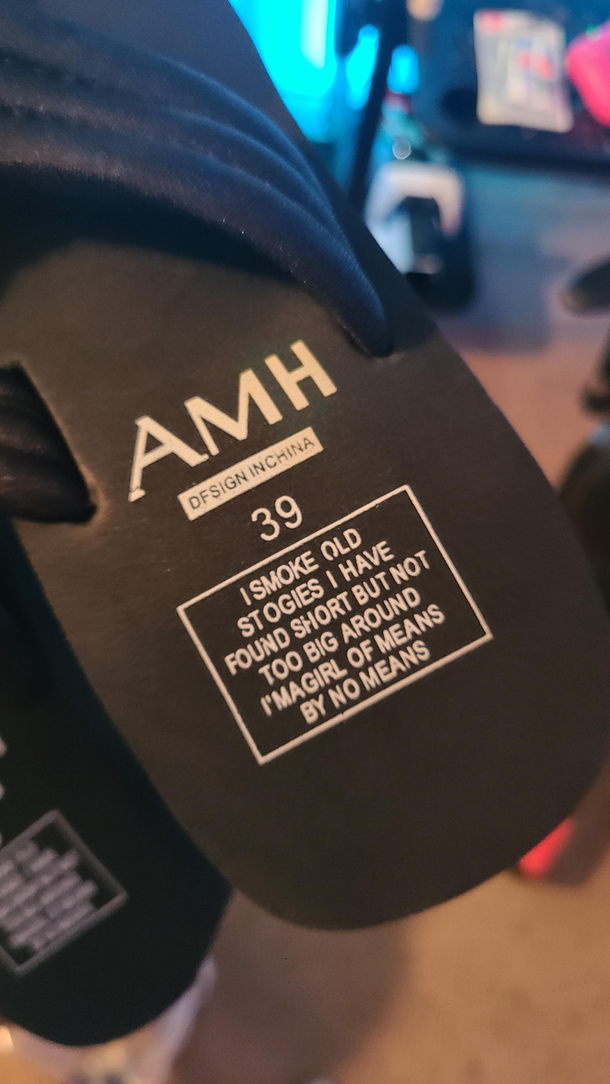 AMH
DFSIGN INCHINA
39
I SMOKE OLD
STOGIES I HAVE
FOUND SHORT BUT NOT
TOO BIG AROUND
I'MAGIRL OF MEANS
BY NO MEANS